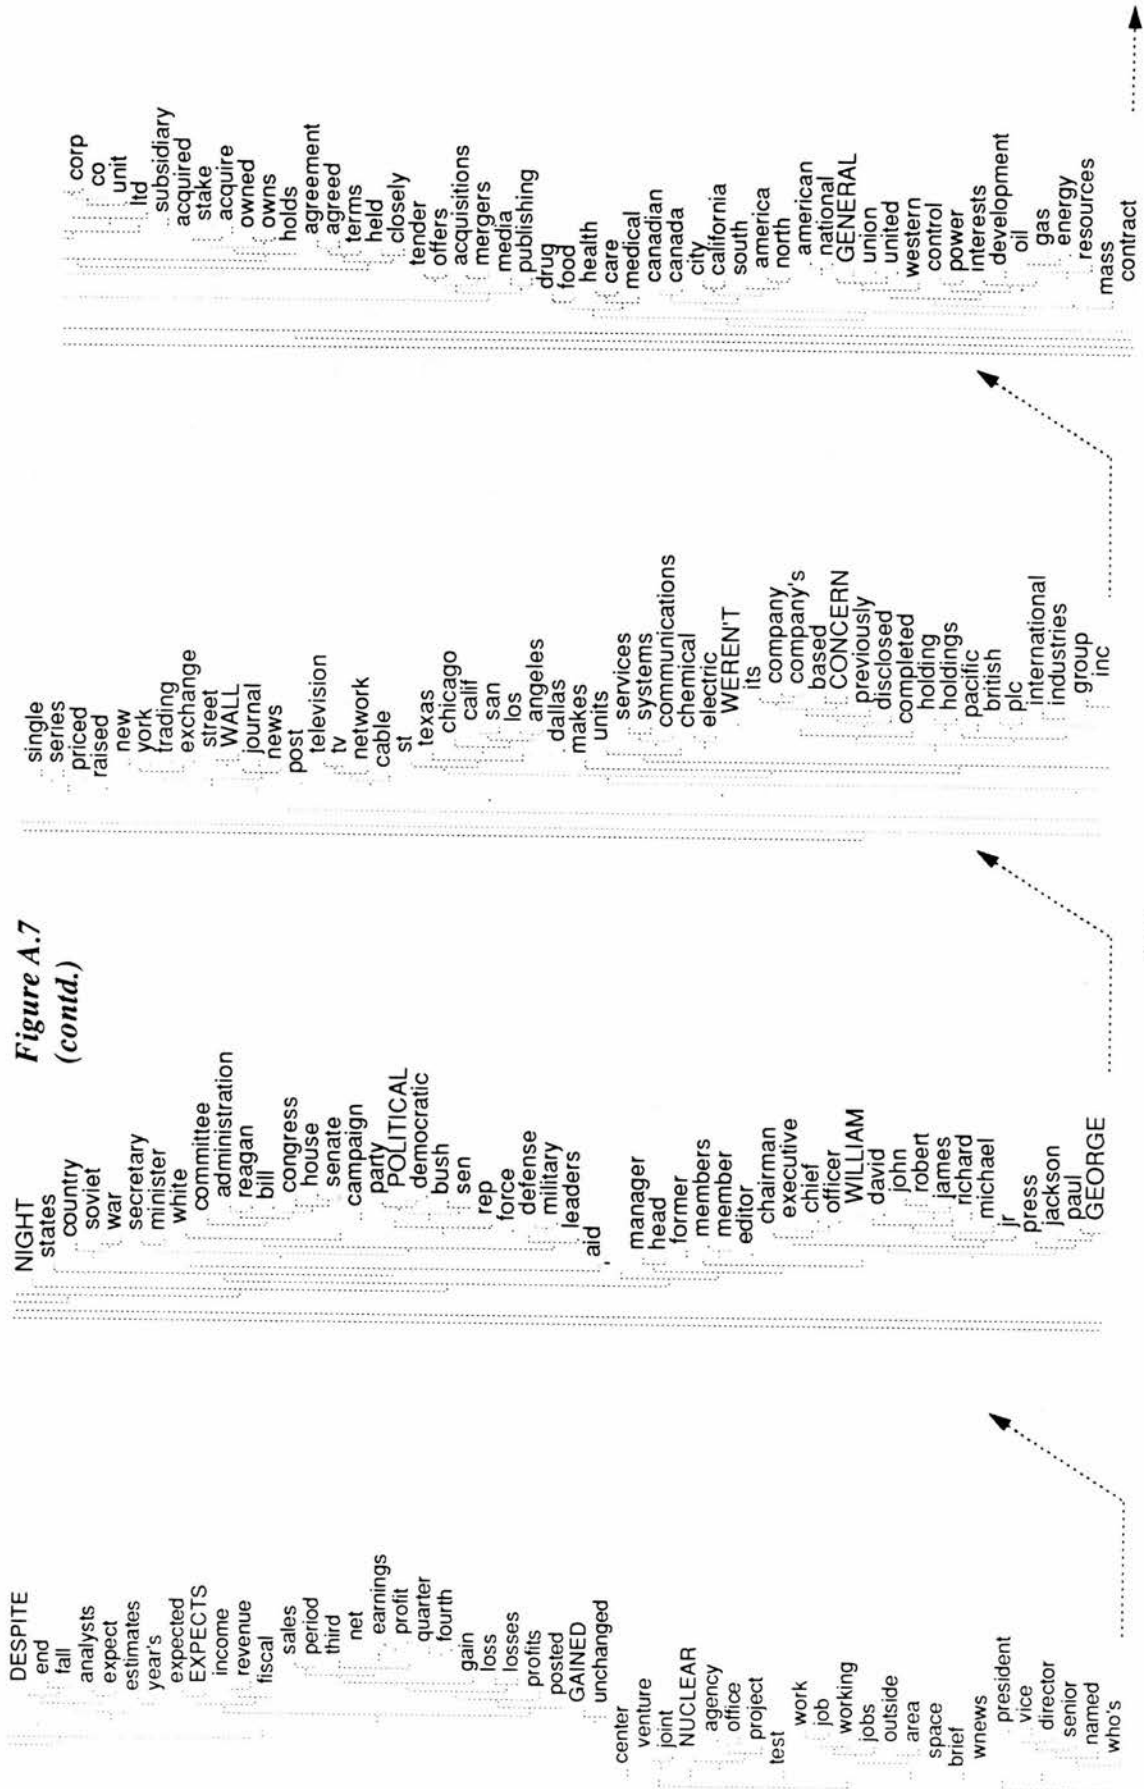 Figure A.7
(contd.)
DESPITE
end
fall
analysts
expect
estimates
year's
expected
EXPECTS
income
revenue
fiscal
sales
period
third
net
earnings
profit
quarter
fourth
gain
loss
losses
profits
posted
GAINED
unchanged
center
venture
joint
NUCLEAR
agency
office
project
test
work
job
working
jobs
outside
area
space
brief
wnews
president
vice
director
senior
named
who's
NIGHT
states
country
soviet
war
secretary
minister
white
committee
administration
reagan
bill
congress
house
senate
campaign
party
POLITICAL
democratic
bush
sen
rep
force
defense
military
leaders
aid
'
manager
head
former
members
member
editor
chairman
executive
chief
officer
WILLIAM
david
john
robert
james
richard
michael
jr
press
jackson
paul
GEORGE
single
series
priced
raised
new
york
trading
exchange
street
WALL
journal
news
post
television
tv
network
cable
st
texas
chicago
calif
san
los
angeles
dallas
makes
units
services
systems
communications
chemical
electric
WEREN'T
its
company
company's
based
CONCERN
previously
disclosed
completed
holding
holdings
pacific
british
plc
international
industries
group
inc
corp
co
unit
ltd
subsidiary
acquired
stake
acquire
owned
owns
holds
agreement
agreed
terms
held
closely
tender
offers
acquisitions
mergers
media
publishing
drug
food
health
care
medical
canadian
canada
city
california
south
america
north
american
national
GENERAL
union
united
western
control
power
interests
development
oil
gas
energy
resources
mass
contract